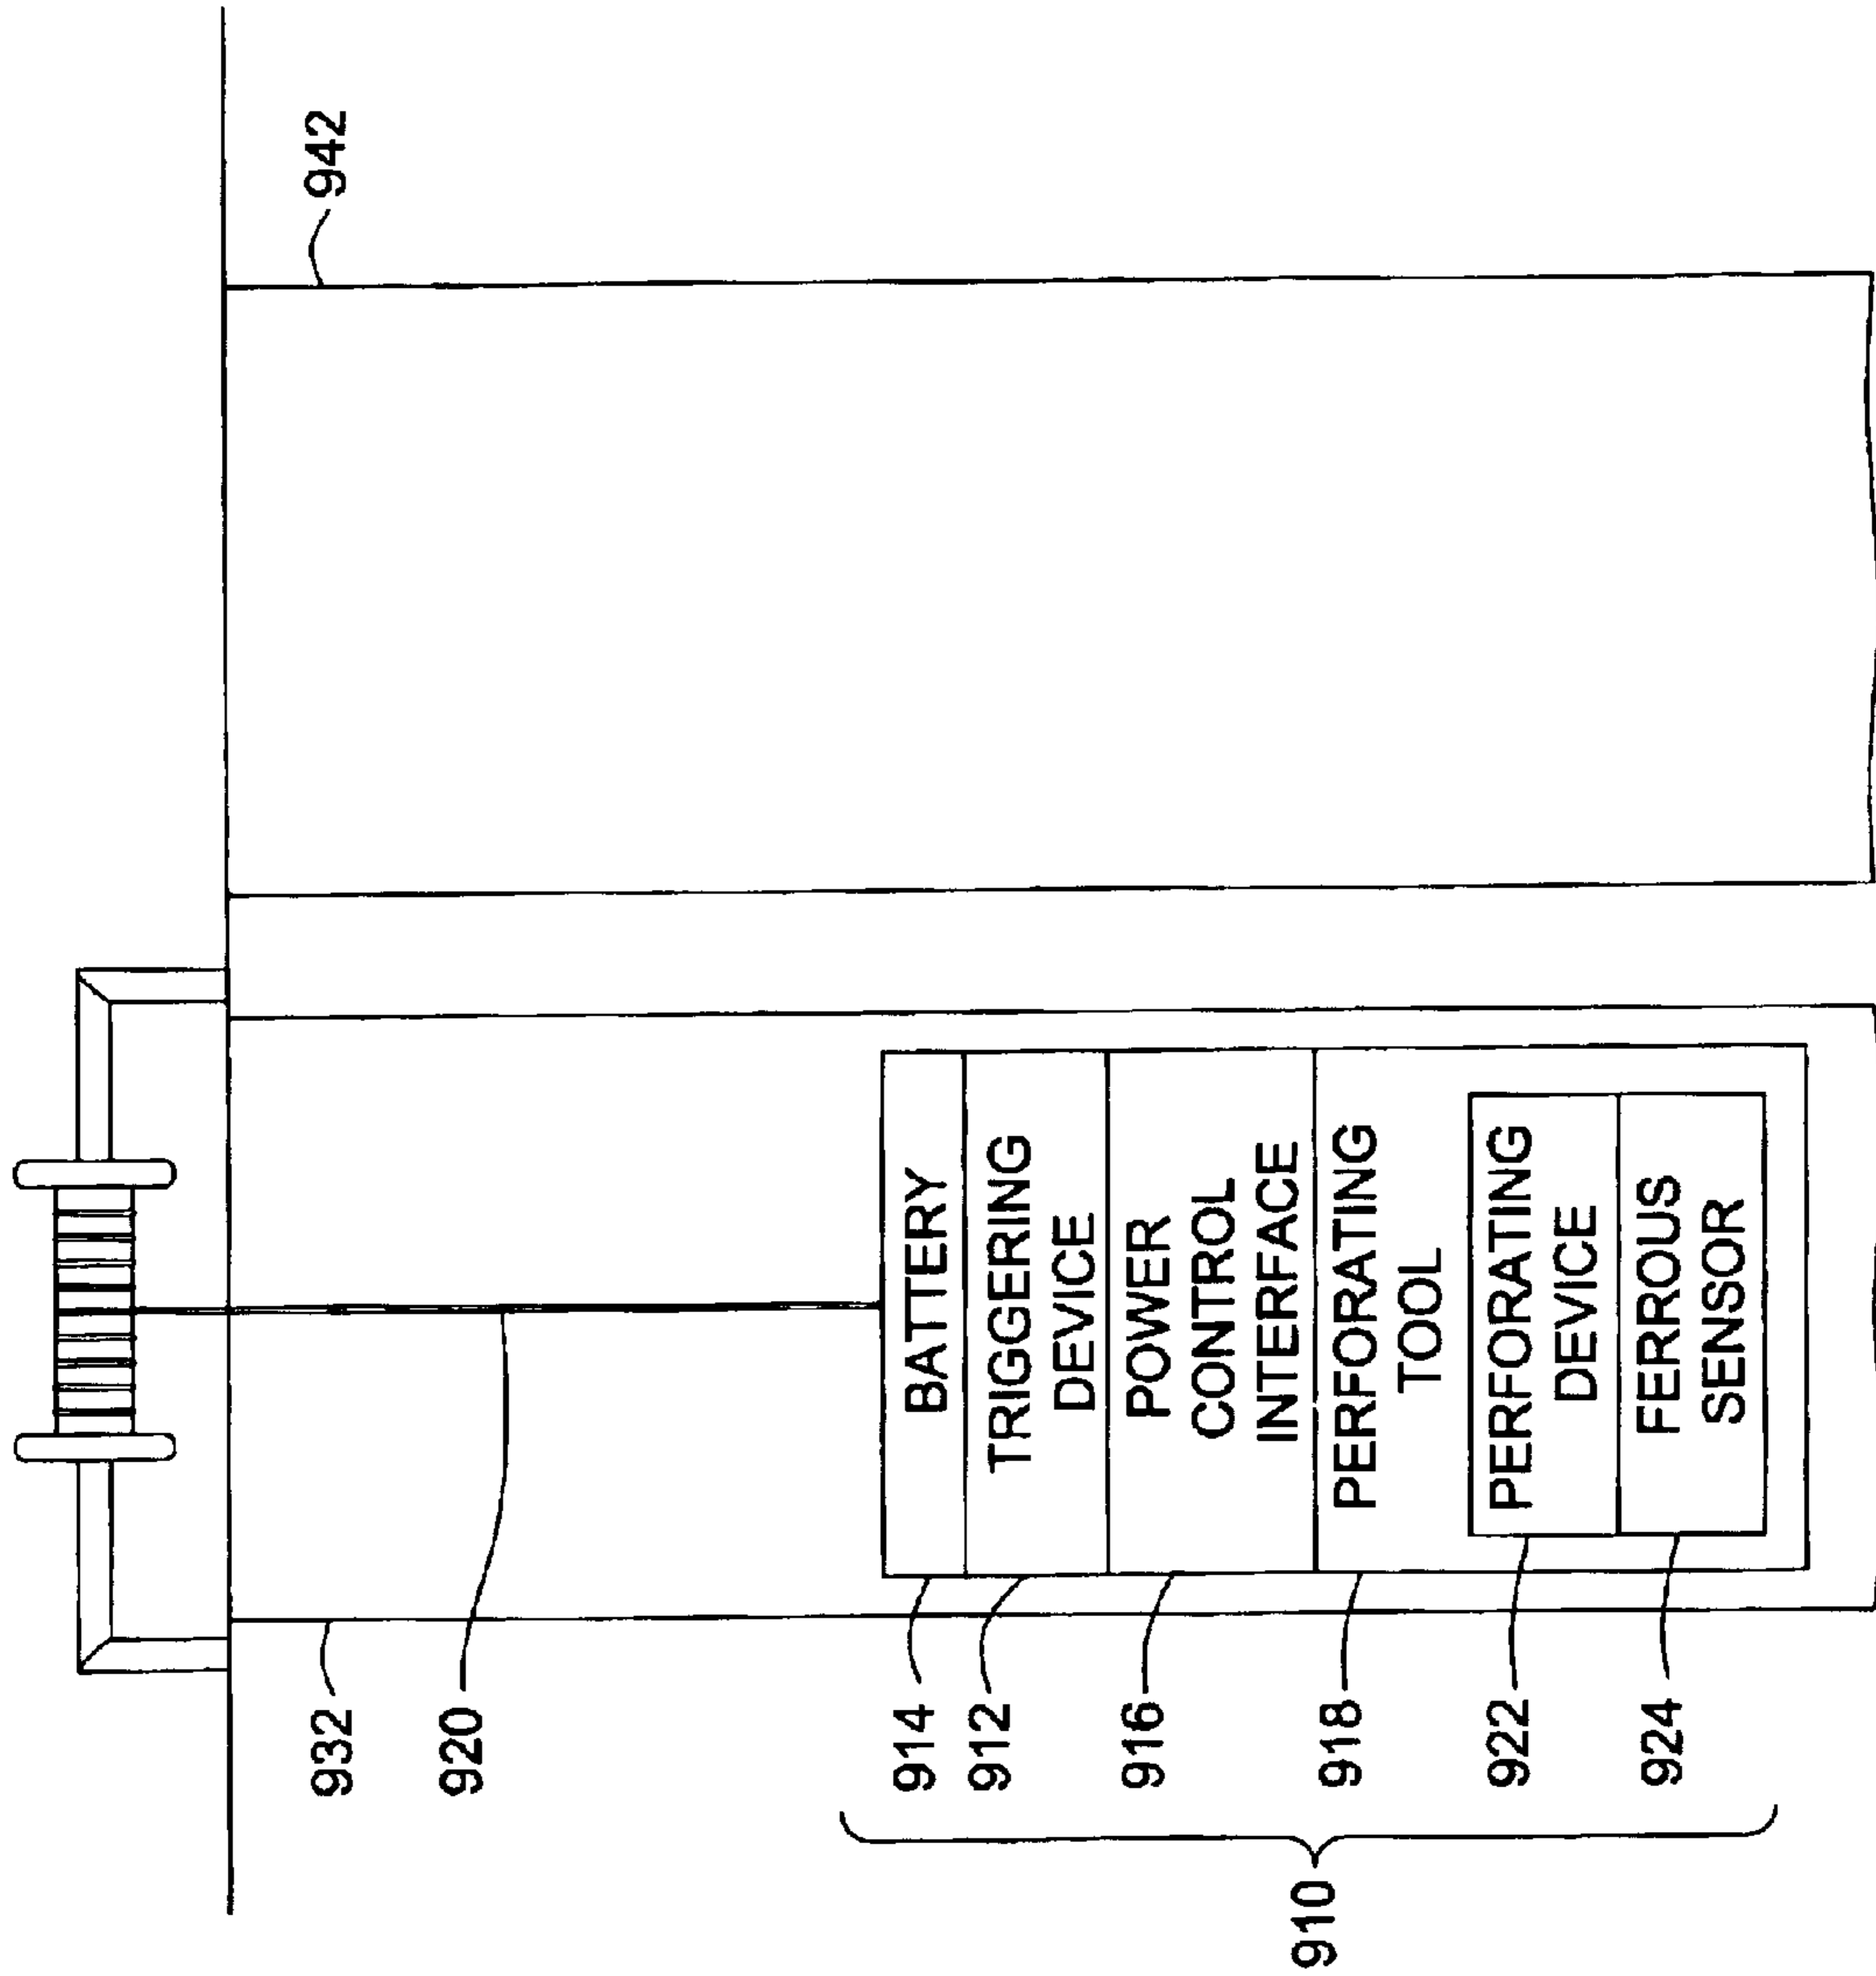 942
932
920
914
BATTERY
912
TRIGGERING
DEVICE
916
POWER
CONTROL
INTERFACE
918
PERFORATING
TOOL
922
PERFORATING
DEVICE
924
FERROUS
SENSOR
910